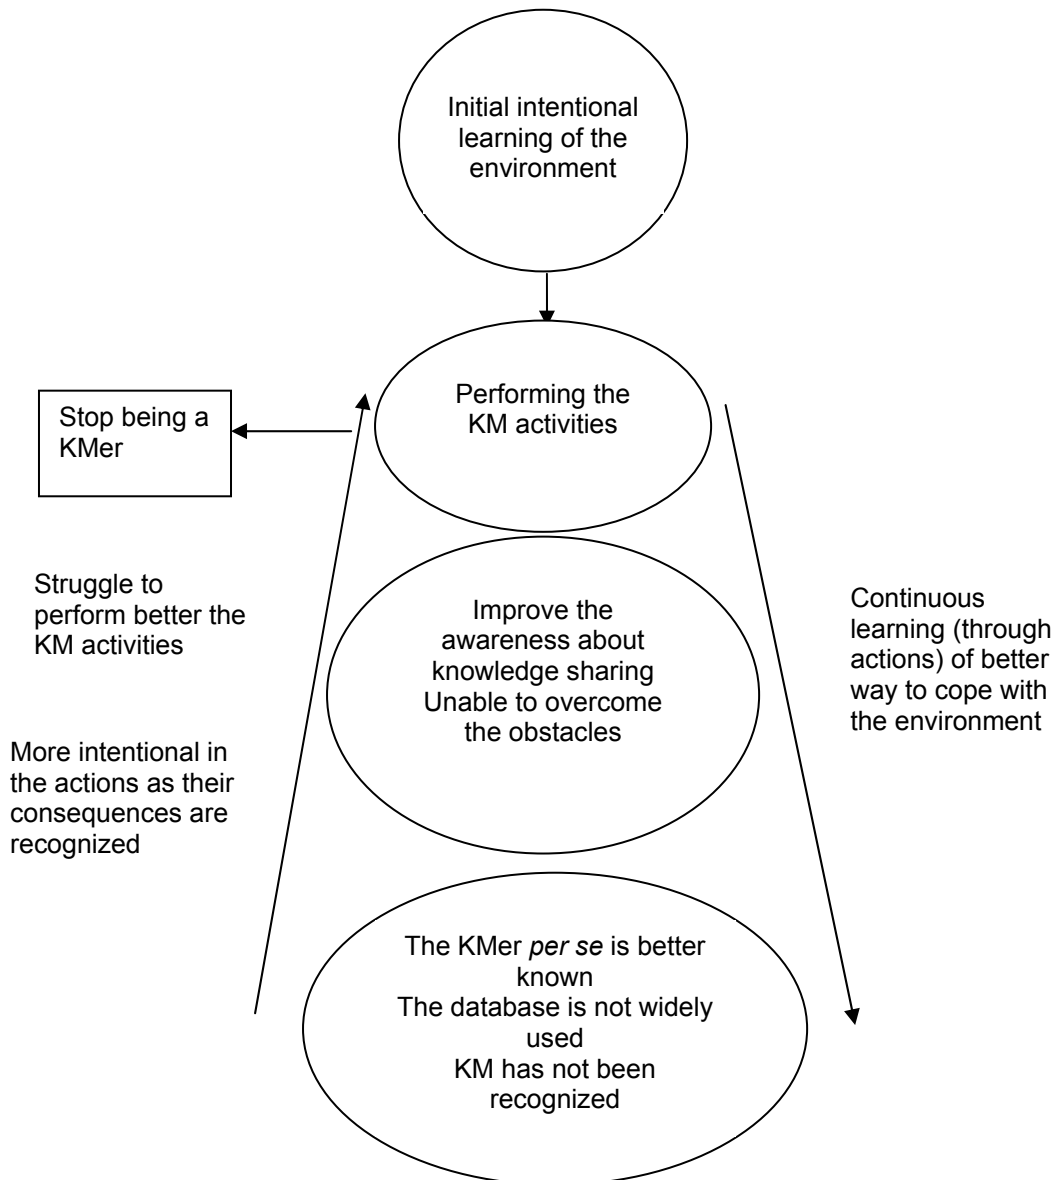 Initial intentional
learning of the
environment
Performing the
KM activities
Stop being a
KMer
Struggle to
perform better the
KM activities
More intentional in
the actions as their
consequences are
recognized
Improve the
awareness about
knowledge sharing
Unable to overcome
the obstacles
Continuous
learning (through
actions) of better
way to cope with
the environment
The KMer per se is better
known
The database is not widely
used
KM has not been
recognized